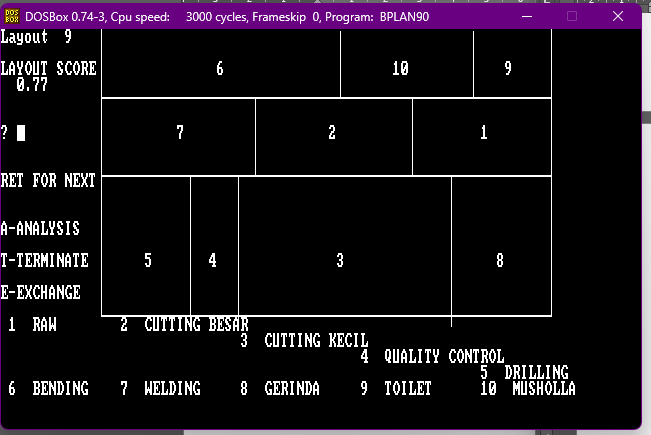 DOSBox 0.74-3, Cpu speed: 3000 cycles, Frameskip 0, Program: BPLAN90
Layout 9
LAYOUT SCORE
0.77
6 10 9
? 7 2 1
RET FOR NEXT
A-ANALYSIS
T-TERMINATE 5 4 3 8
E-EXCHANGE
1 RAW 2 CUTTING BESAR
3 CUTTING KECIL
4 QUALITY CONTROL
5 DRILLING
6 BENDING 7 WELDING 8 GERINDA 9 TOILET 10 MUSHOLLA